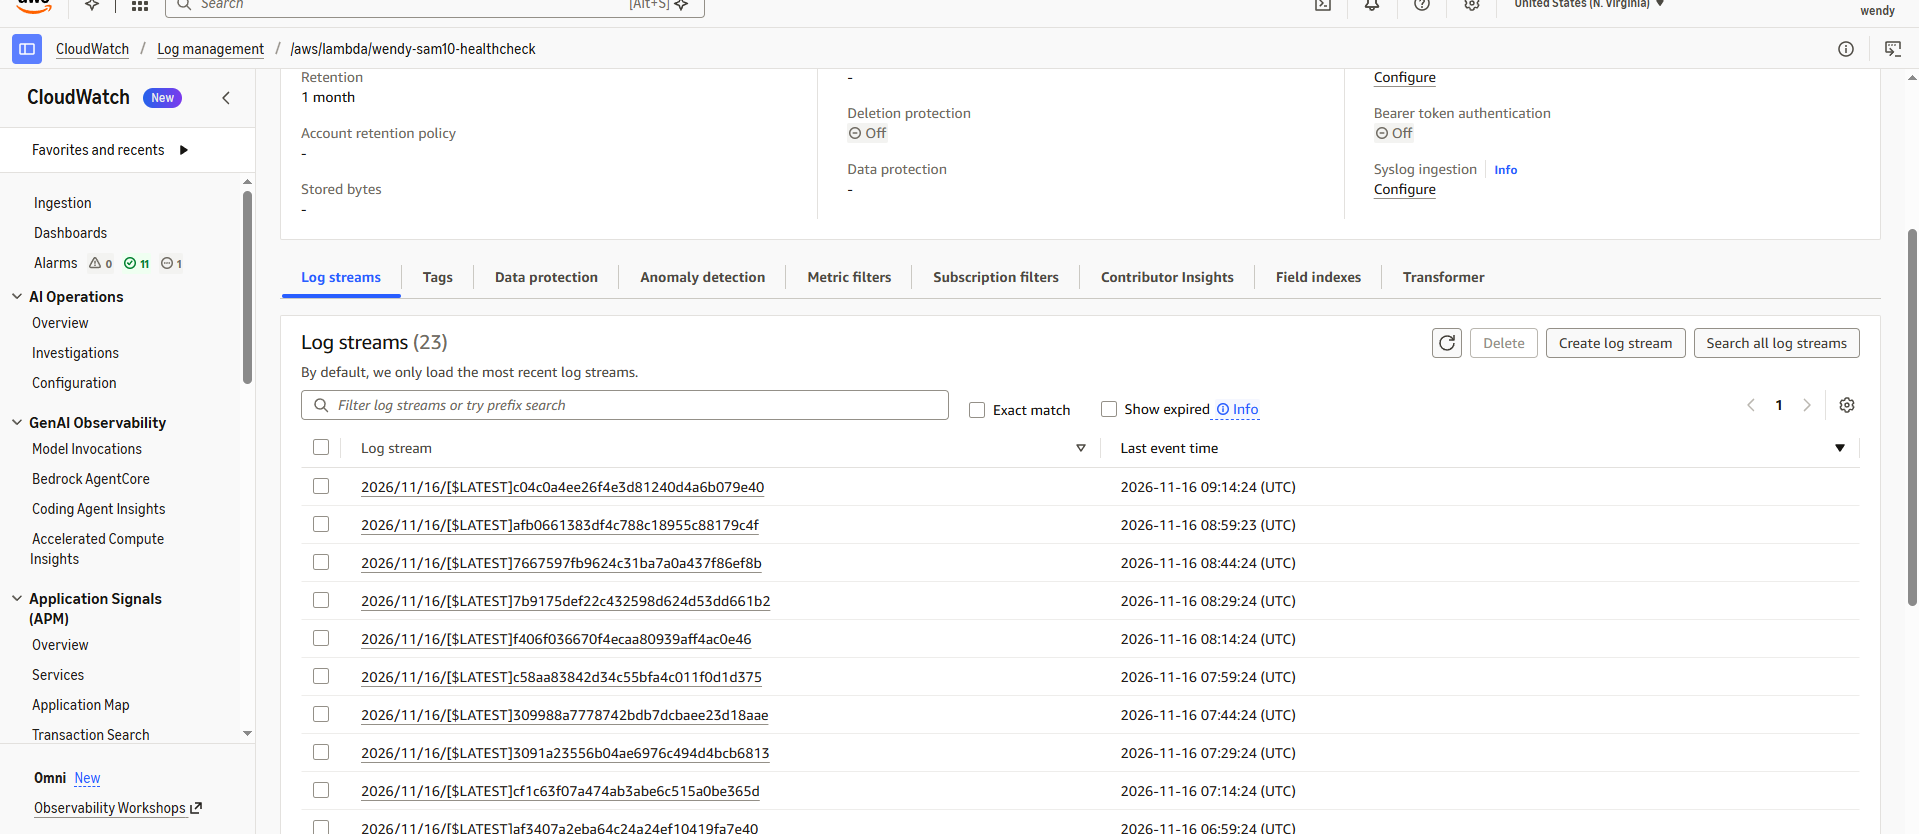 aws
Search
[Alt+S]
United States (N. Virginia)
wendy
CloudWatch / Log management / /aws/lambda/wendy-sam10-healthcheck
CloudWatch New
Favorites and recents
Ingestion
Dashboards
Alarms 0 11 1
AI Operations
Overview
Investigations
Configuration
GenAI Observability
Model Invocations
Bedrock AgentCore
Coding Agent Insights
Accelerated Compute
Insights
Application Signals
(APM)
Overview
Services
Application Map
Transaction Search
Omni New
Observability Workshops
Retention
1 month
Account retention policy
-
Stored bytes
-
-
Deletion protection
Off
Data protection
-
Configure
Bearer token authentication
Off
Syslog ingestion Info
Configure
Log streams Tags Data protection Anomaly detection Metric filters Subscription filters Contributor Insights Field indexes Transformer
Log streams (23)
Delete Create log stream Search all log streams
By default, we only load the most recent log streams.
Filter log streams or try prefix search Exact match Show expired Info 1
Log stream Last event time
2026/11/16/[$LATEST]c04c0a4ee26f4e3d81240d4a6b079e40 2026-11-16 09:14:24 (UTC)
2026/11/16/[$LATEST]afb0661383df4c788c18955c88179c4f 2026-11-16 08:59:23 (UTC)
2026/11/16/[$LATEST]7667597fb9624c31ba7a0a437f86ef8b 2026-11-16 08:44:24 (UTC)
2026/11/16/[$LATEST]7b9175def22c432598d624d53dd661b2 2026-11-16 08:29:24 (UTC)
2026/11/16/[$LATEST]f406f036670f4ecaa80939aff4ac0e46 2026-11-16 08:14:24 (UTC)
2026/11/16/[$LATEST]c58aa83842d34c55bfa4c011f0d1d375 2026-11-16 07:59:24 (UTC)
2026/11/16/[$LATEST]309988a7778742bdb7dcbaee23d18aae 2026-11-16 07:44:24 (UTC)
2026/11/16/[$LATEST]3091a23556b04ae6976c494d4bcb6813 2026-11-16 07:29:24 (UTC)
2026/11/16/[$LATEST]cf1c63f07a474ab3abe6c515a0be365d 2026-11-16 07:14:24 (UTC)
2026/11/16/[$LATEST]af3407a2eba64c24a24ef10419fa7e40 2026-11-16 06:59:24 (UTC)